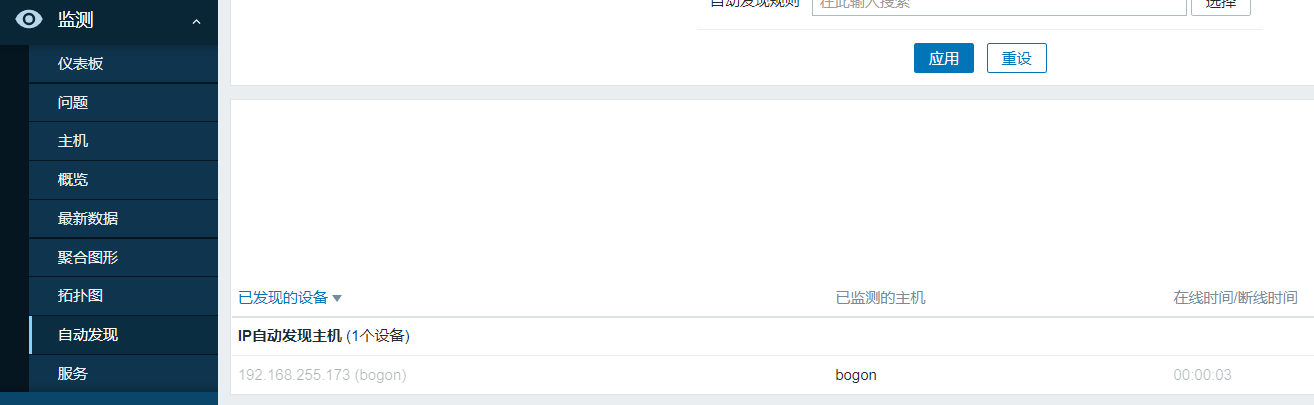 监测
仪表板
问题
主机
概览
最新数据
聚合图形
拓扑图
自动发现
服务
自动发现规则 在此输入搜索 选择
应用 重设
已发现的设备 已监测的主机 在线时间/断线时间
IP自动发现主机 (1个设备)
192.168.255.173 (bogon) bogon 00:00:03